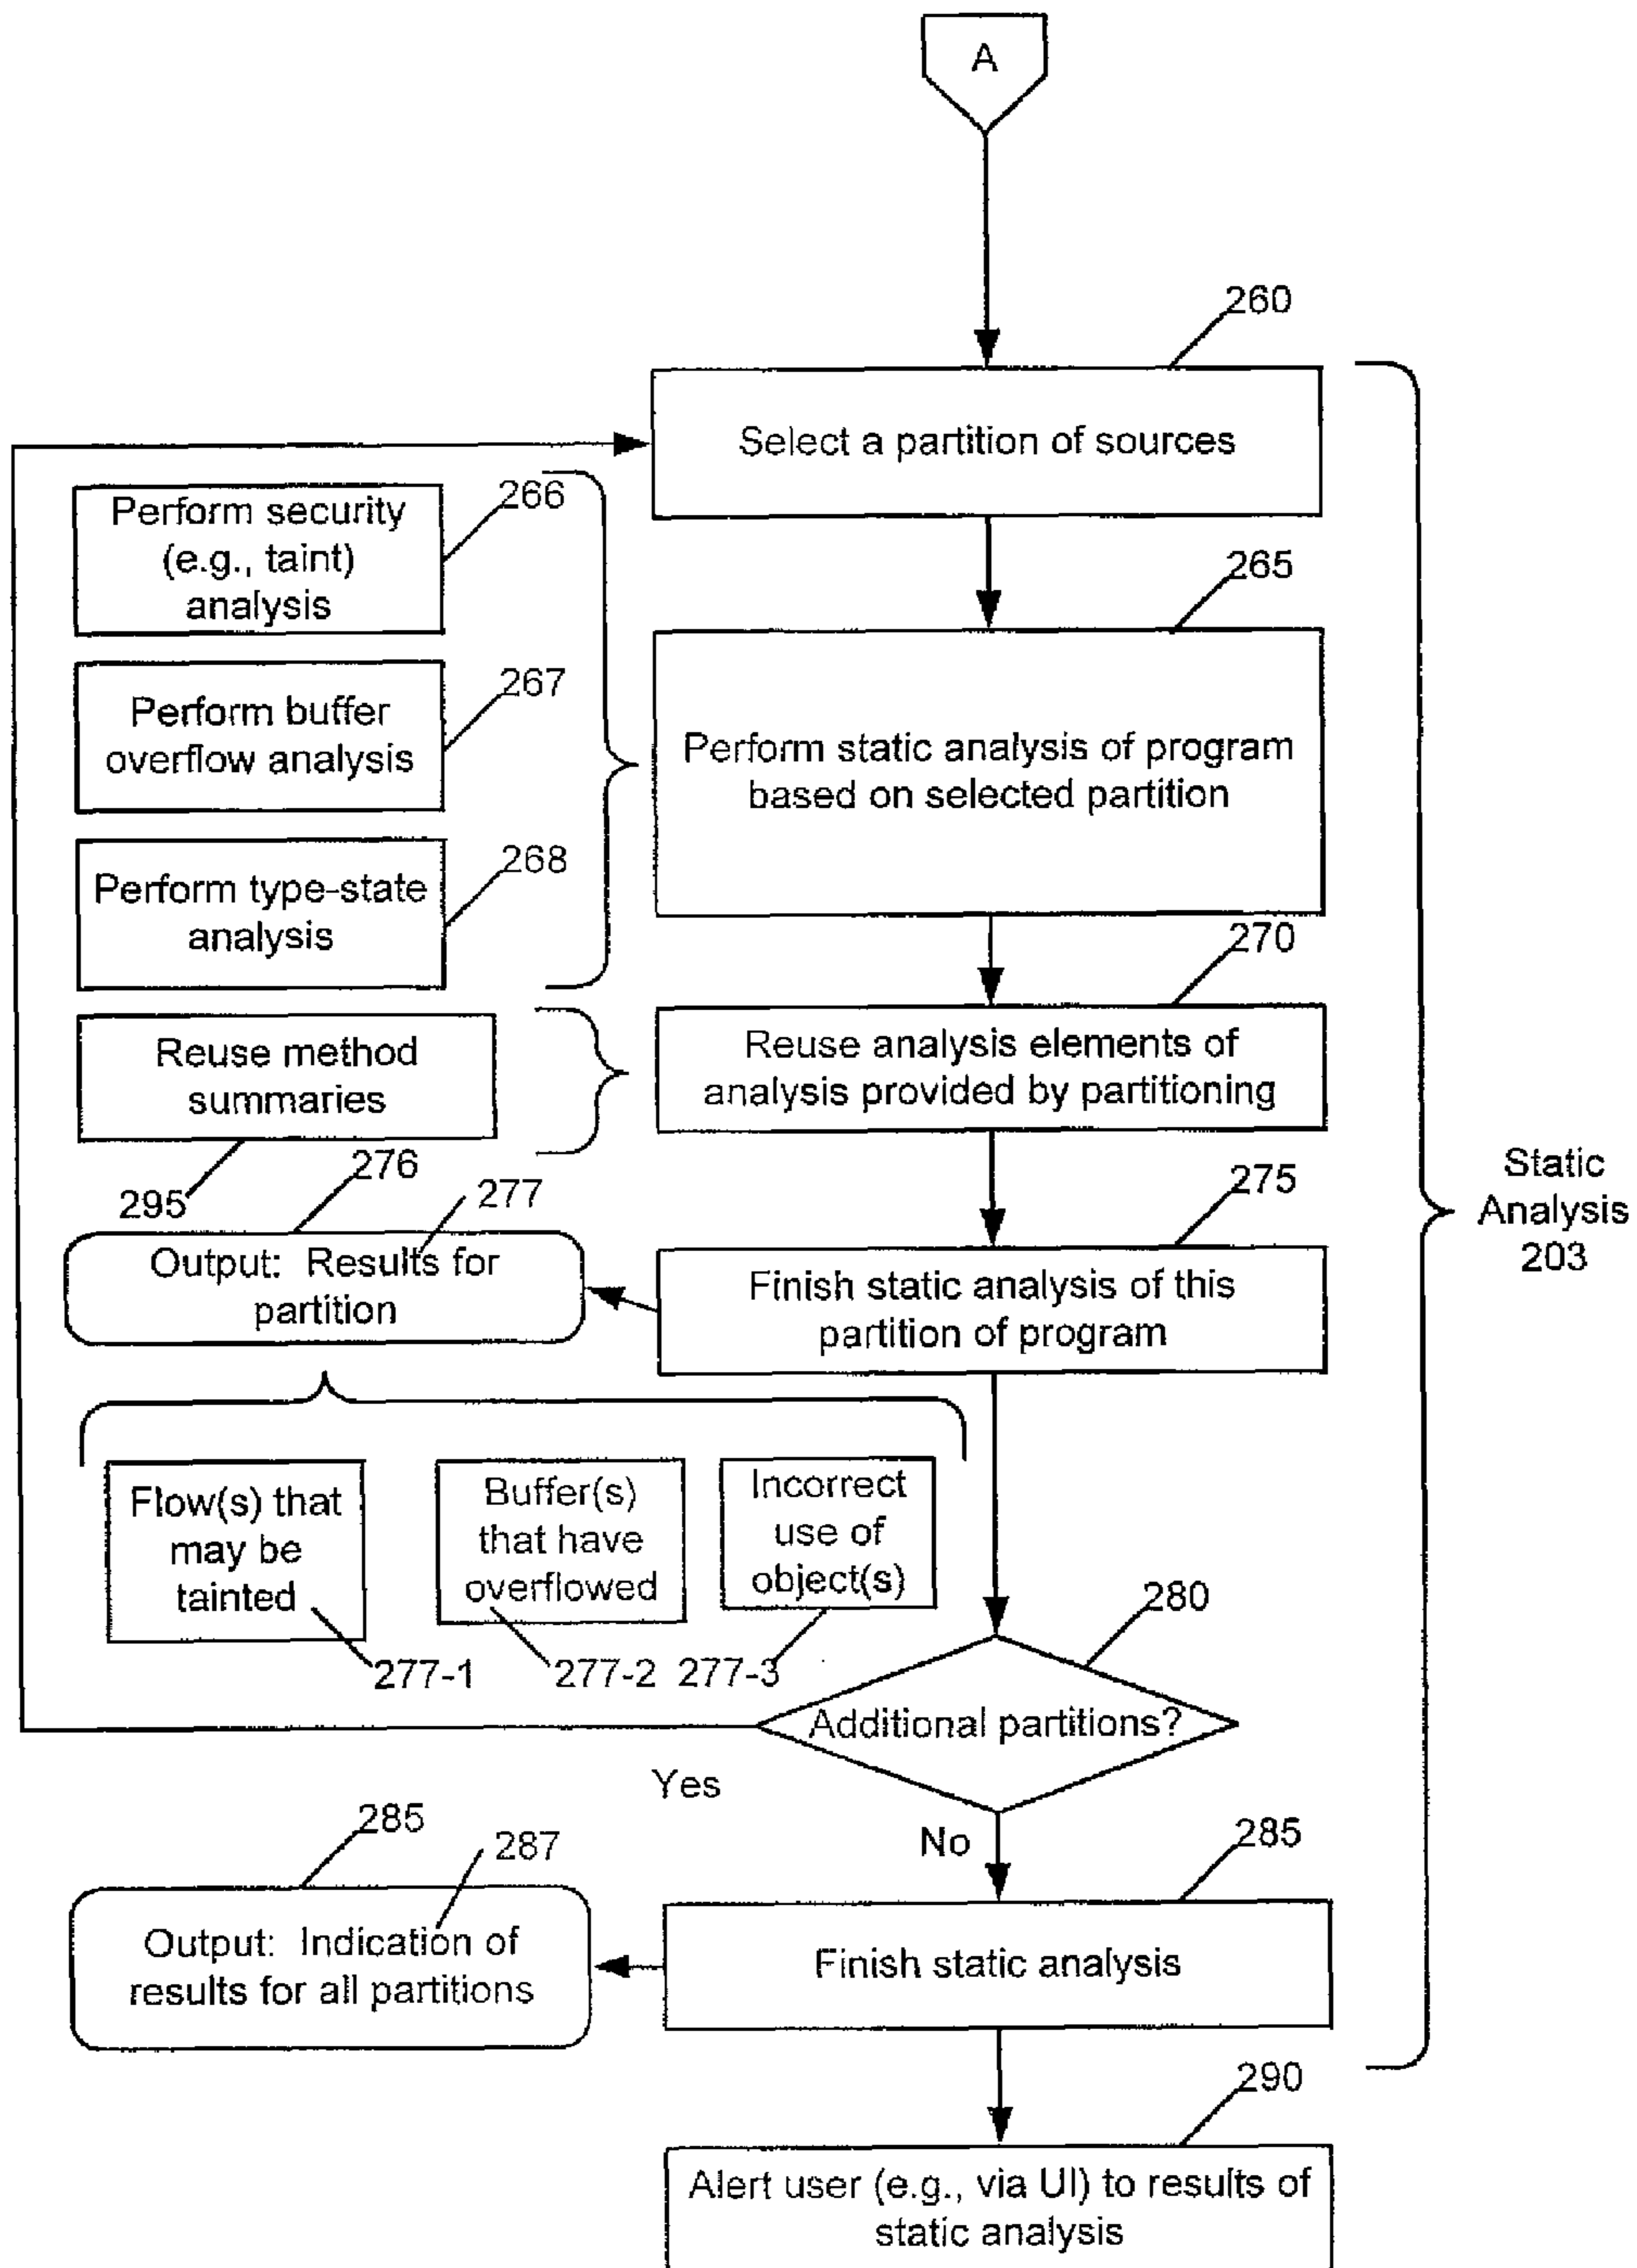 A
260
Select a partition of sources
266
Perform security
(e.g., taint)
analysis
265
267
Perform buffer
overflow analysis
Perform static analysis of program
based on selected partition
268
Perform type-state
analysis
270
Reuse method
summaries
Reuse analysis elements of
analysis provided by partitioning
295
276
277
275
Static
Analysis
203
Output: Results for
partition
Finish static analysis of this
partition of program
Flow(s) that
may be
tainted
Buffer(s)
that have
overflowed
Incorrect
use of
object(s)
277-1
277-2
277-3
280
Additional partitions?
Yes
No
285
287
285
Output: Indication of
results for all partitions
Finish static analysis
290
Alert user (e.g., via UI) to results of
static analysis